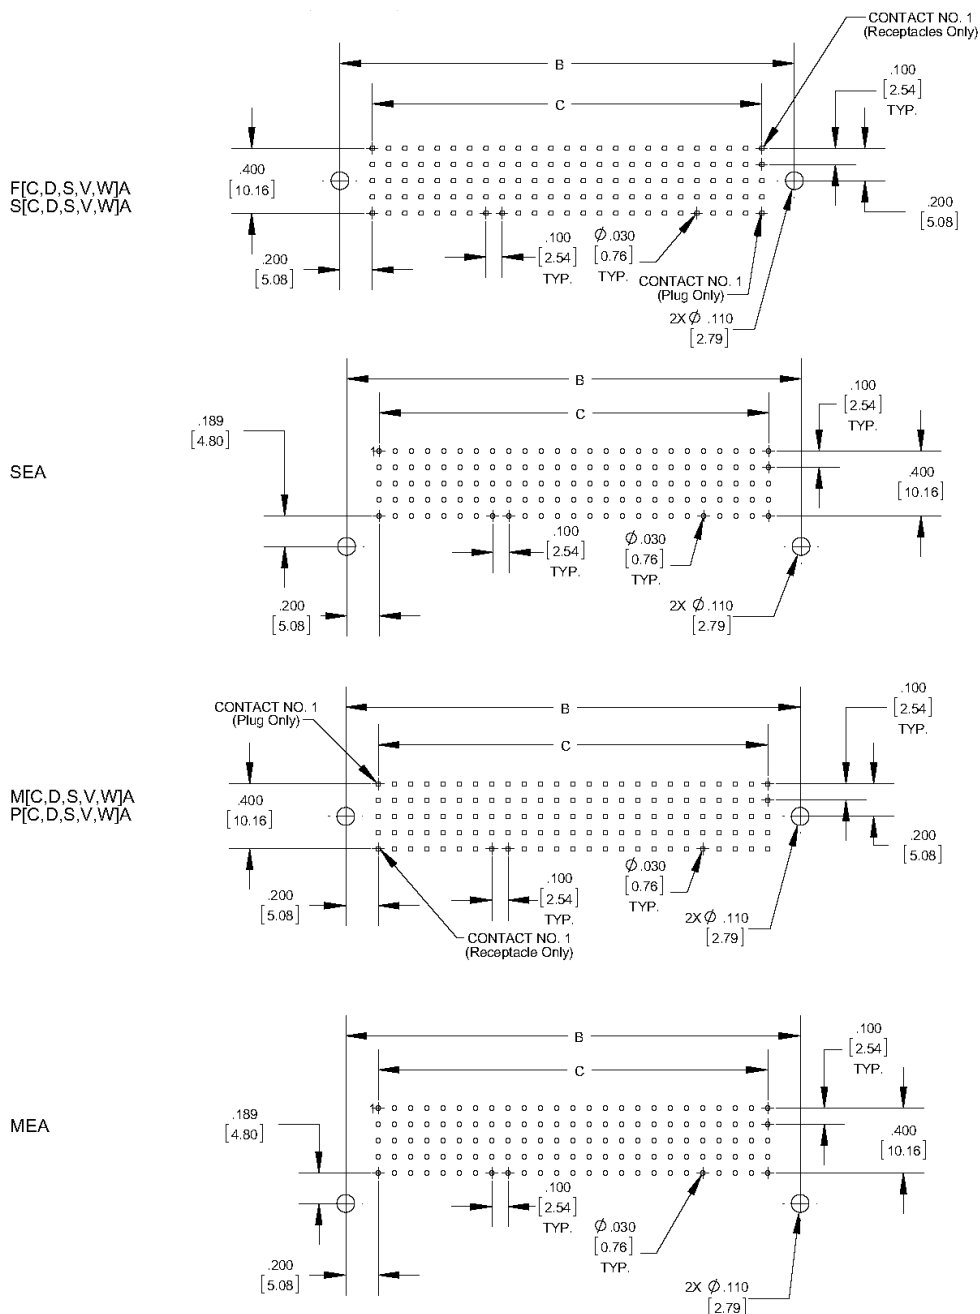 CONTACT NO. 1
(Receptacles Only)
B
.100
[2.54]
TYP.
C
.400
[10.16]
F[C,D,S,V,W]A
S[C,D,S,V,W]A
.200
[5.08]
.200
[5.08]
.100
[2.54]
TYP.
Ø.030
[0.76]
TYP.
CONTACT NO. 1
(Plug Only)
2X Ø .110
[2.79]
B
.100
[2.54]
TYP.
C
.189
[4.80]
1
.400
[10.16]
SEA
.100
[2.54]
TYP.
Ø.030
[0.76]
TYP.
.200
[5.08]
2X Ø.110
[2.79]
.100
[2.54]
TYP.
CONTACT NO. 1
(Plug Only)
B
C
M[C,D,S,V,W]A
P[C,D,S,V,W]A
.400
[10.16]
.200
[5.08]
.200
[5.08]
.100
[2.54]
TYP.
Ø.030
[0.76]
TYP.
2X Ø.110
[2.79]
CONTACT NO. 1
(Receptacle Only)
B
.100
[2.54]
TYP.
C
.189
[4.80]
1
MEA
.400
[10.16]
.100
[2.54]
TYP.
Ø.030
[0.76]
TYP.
.200
[5.08]
2X Ø.110
[2.79]